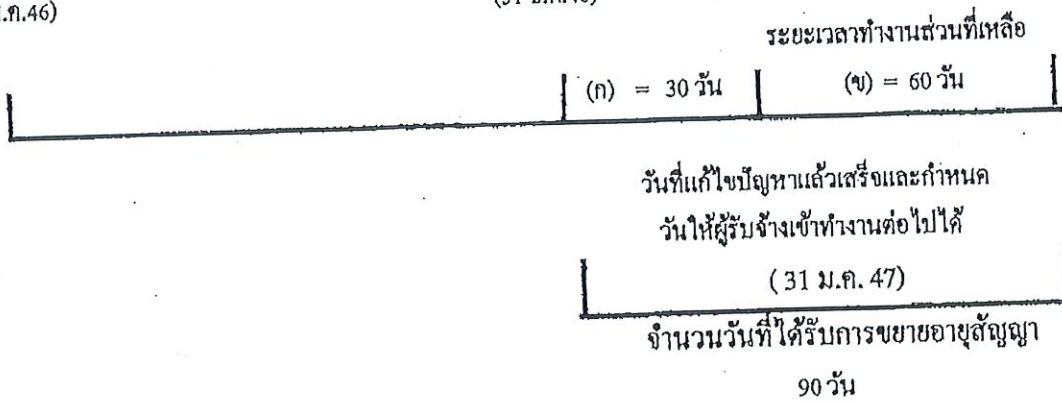 .ค.46)
ระยะเวลาทำงานส่วนที่เหลือ
(ก) = 30 วัน (ข) = 60 วัน
วันที่แก้ไขปัญหาแล้วเสร็จและกำหนด
วันให้ผู้รับจ้างเข้าทำงานต่อไปได้
( 31 ม.ค. 47)
จำนวนวันที่ได้รับการขยายอายุสัญญา
90 วัน